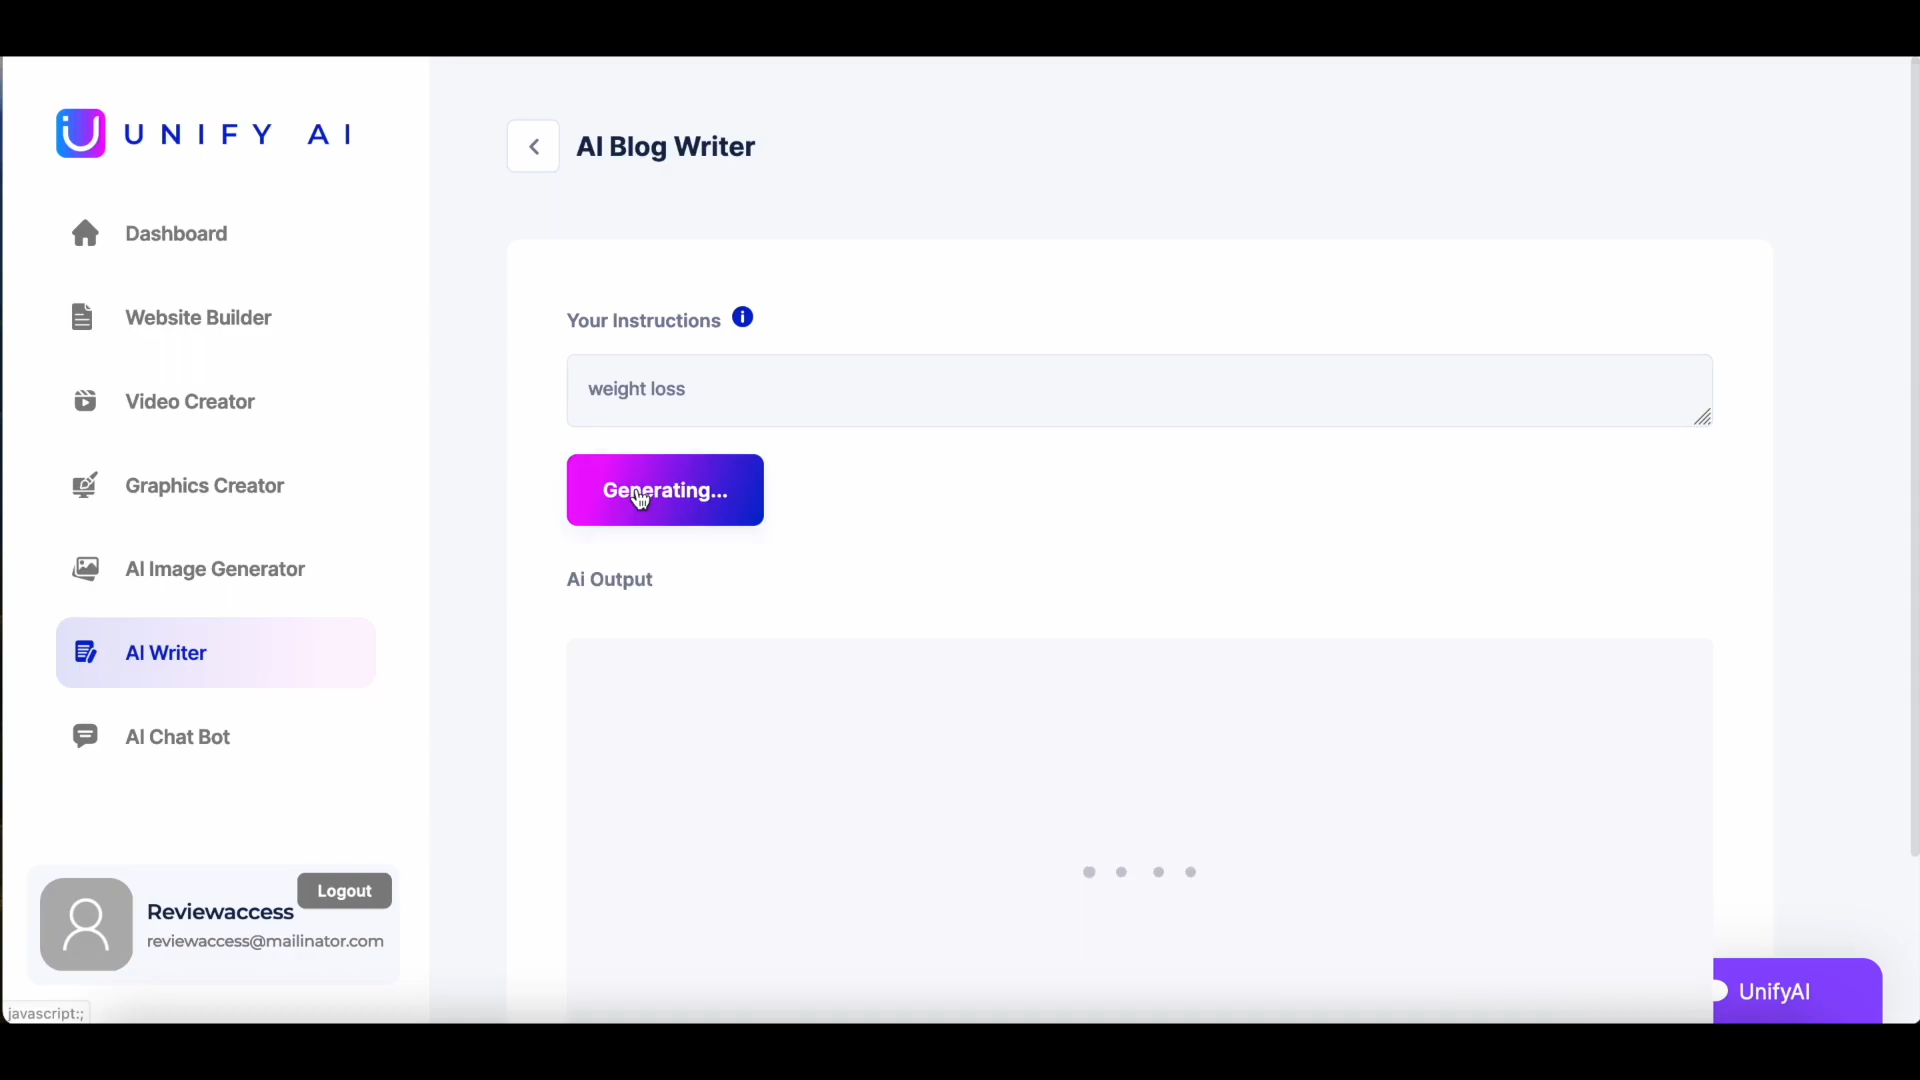 UNIFY AI
Dashboard
Website Builder
Video Creator
Graphics Creator
AI Image Generator
AI Writer
AI Chat Bot
Logout
Reviewaccess
reviewaccess@mailinator.com
javascript:;
AI Blog Writer
Your Instructions
weight loss
Generating...
Ai Output
UnifyAI